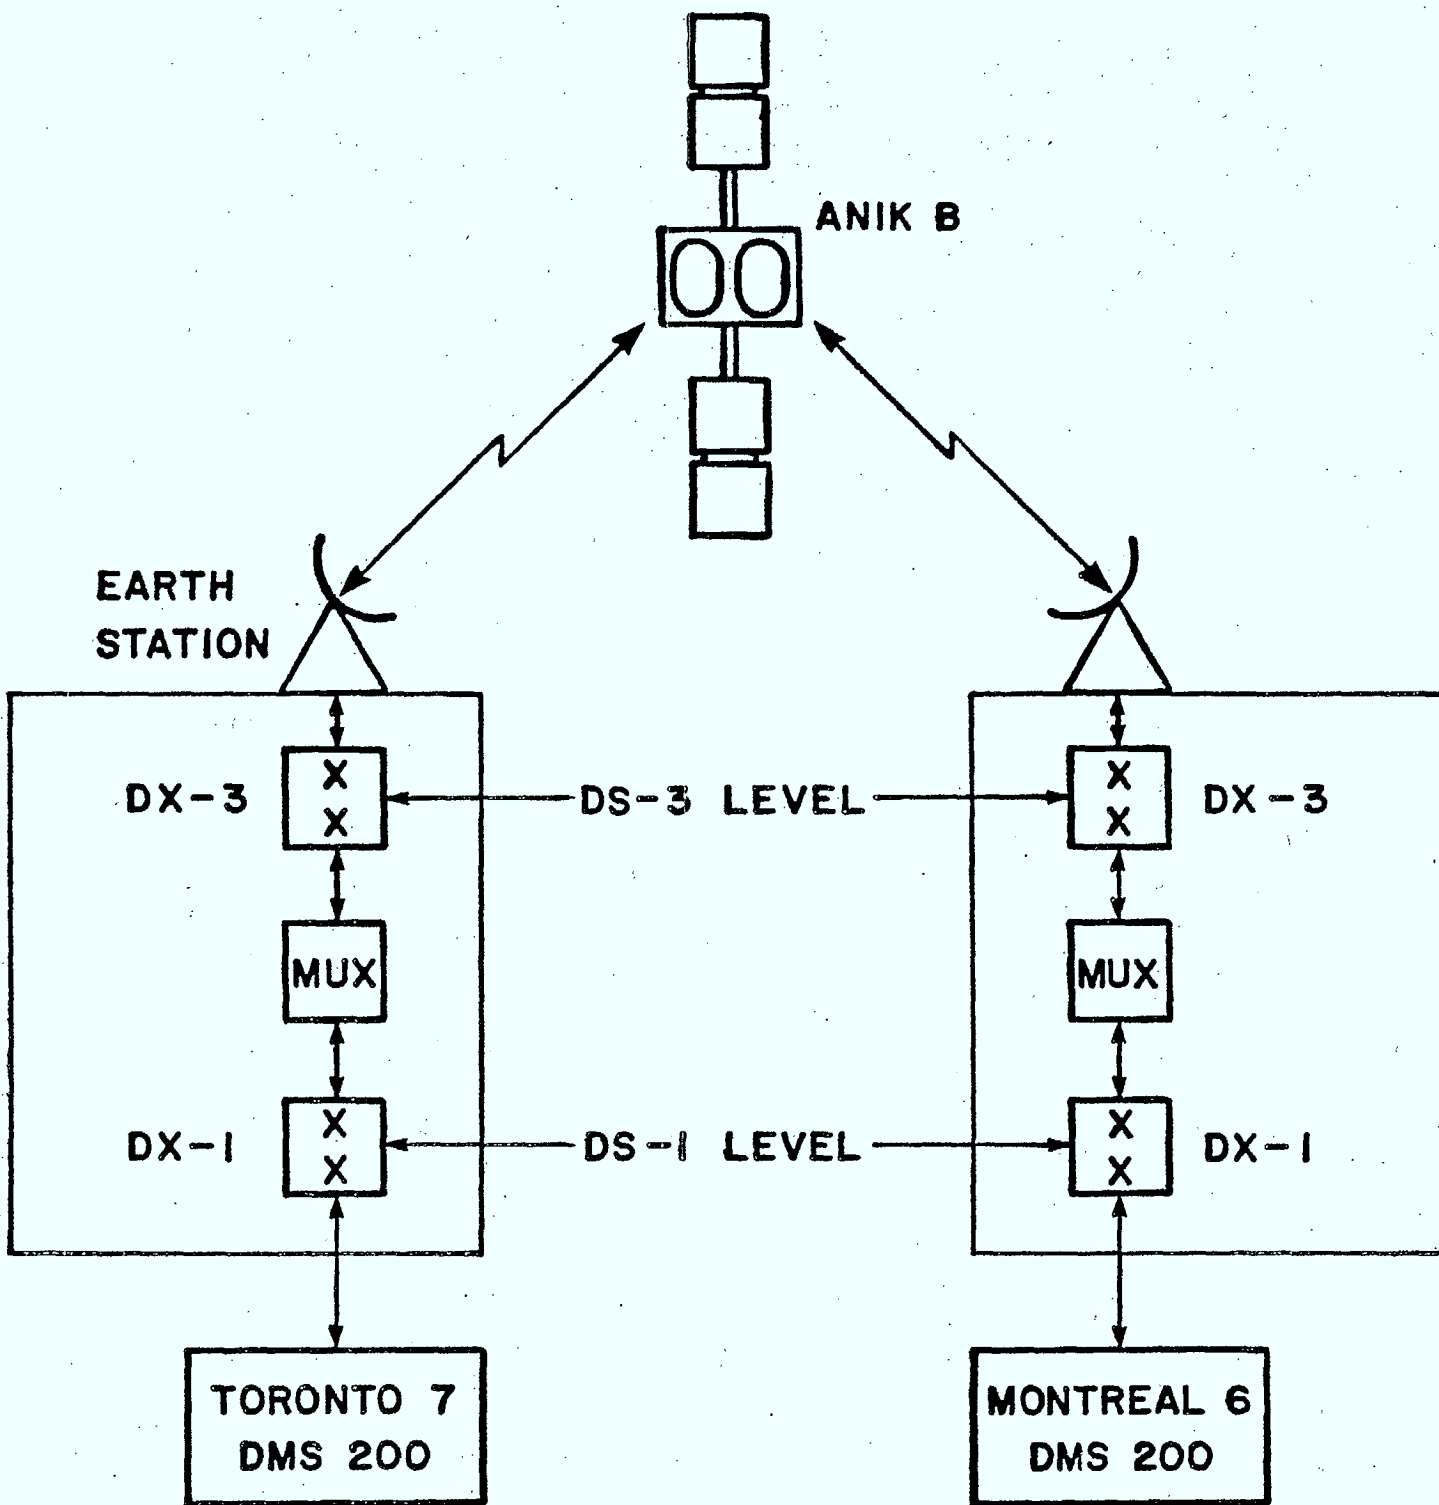 ANIK B
EARTH
STATION
DX-3
X
X
DS-3 LEVEL
X
X
DX-3
MUX
MUX
DX-1
X
X
DS-1 LEVEL
X
X
DX-1
TORONTO 7
DMS 200
MONTREAL 6
DMS 200